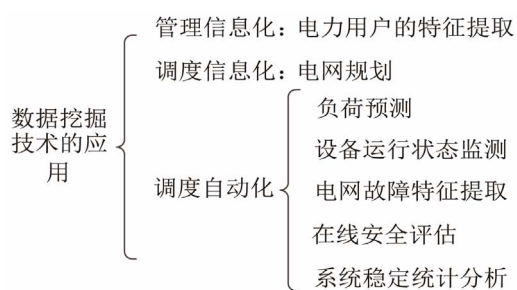 管理信息化：电力用户的特征提取
调度信息化：电网规划
数据挖掘
技术的应
用
调度自动化
负荷预测
设备运行状态监测
电网故障特征提取
在线安全评估
系统稳定统计分析